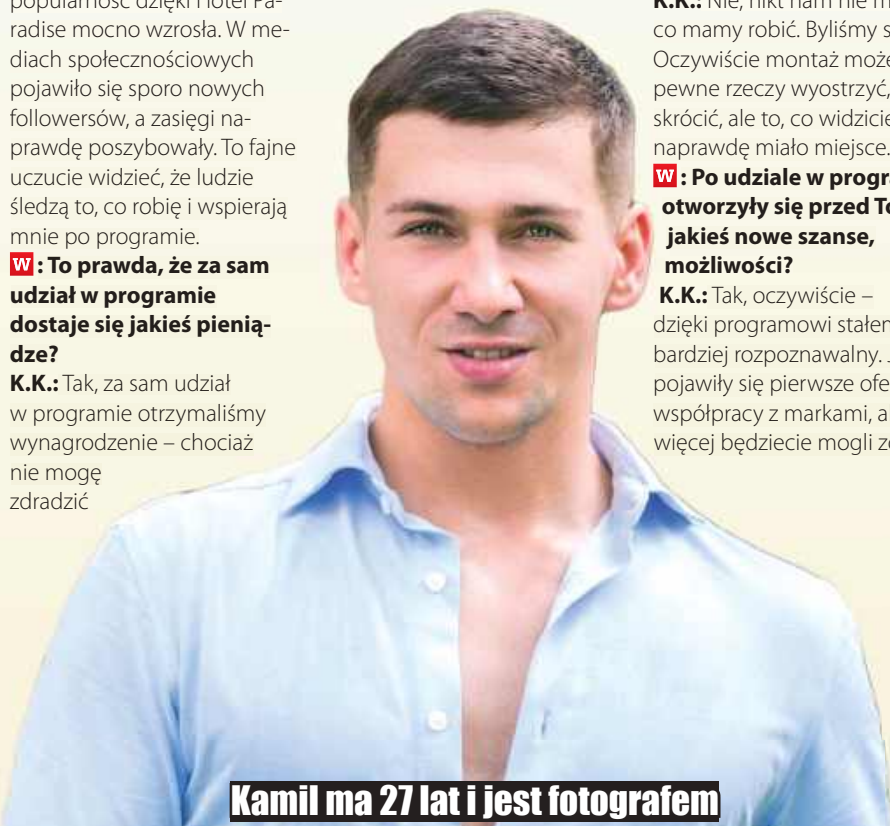 popularność dzięki Hotel Pa-
radise mocno wzrosła. W me-
diach społecznościowych
pojawiło się sporo nowych
followersów, a zasięgi na-
prawdę poszybowały. To fajne
uczucie widzieć, że ludzie
śledzą to, co robię i wspierają
mnie po programie.
W : To prawda, że za sam
udział w programie
dostaje się jakieś pienią-
dze?
K.K.: Tak, za sam udział
w programie otrzymaliśmy
wynagrodzenie – chociaż
nie mogę
zdradzić
K.K.: Nie, nikt nam nie
co mamy robić. Byliśmy
Oczywiście montaż może
pewne rzeczy wyostrzyć,
skrócić, ale to, co widzicie
naprawdę miało miejsce.
W : Po udziale w
otworzyły się przed
jakieś nowe szanse,
możliwości?
K.K.: Tak, oczywiście –
dzięki programowi
bardziej rozpoznawalny.
pojawiły się pierwsze
współpracy z markami, a
więcej będziecie mogli
Kamil ma 27 lat i jest fotografem